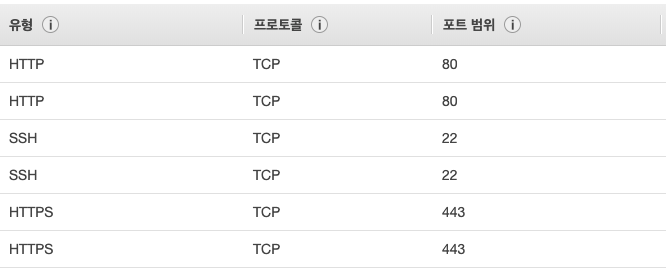 유형 프로토콜 포트 범위
HTTP TCP 80
HTTP TCP 80
SSH TCP 22
SSH TCP 22
HTTPS TCP 443
HTTPS TCP 443